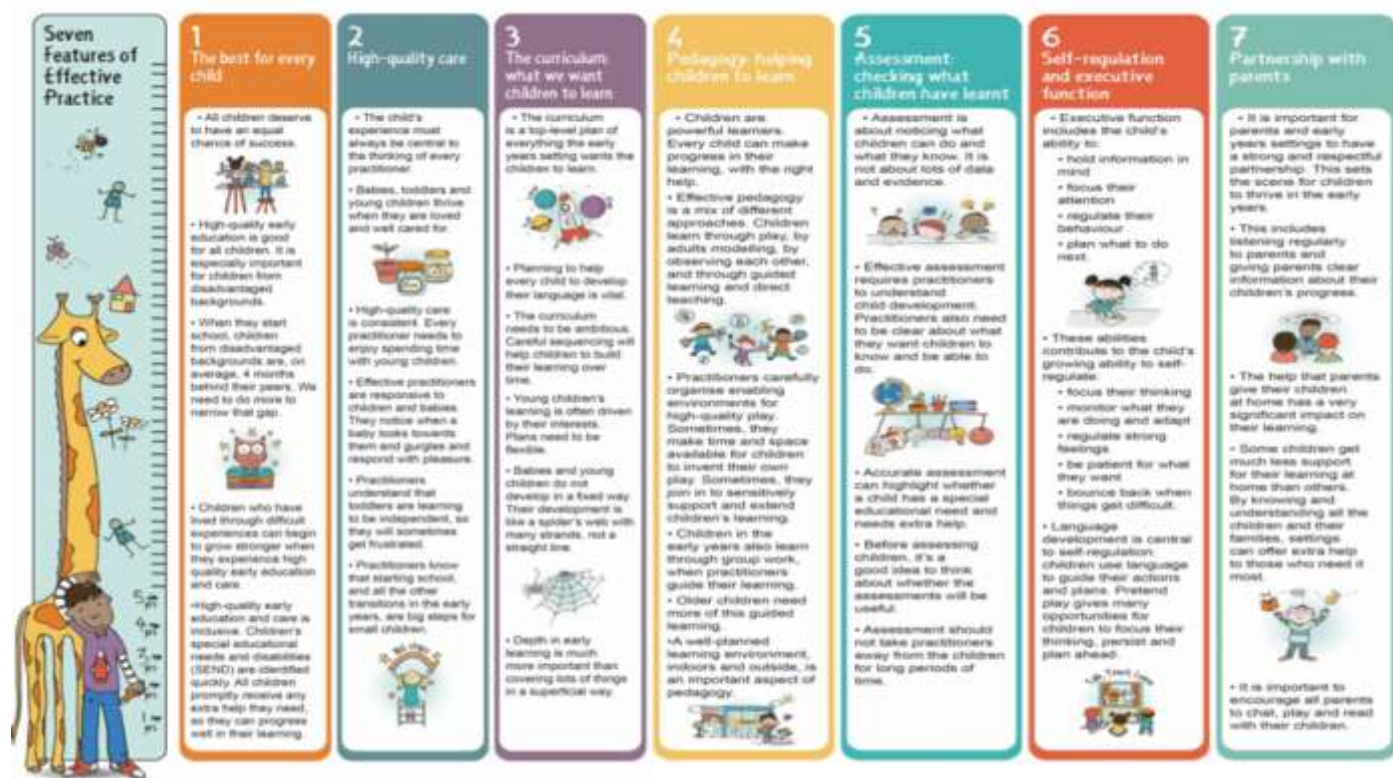 Seven
Features of
Effective
Practice
5
4
2
1
1
The best for every
child
• All children deserve
to have an equal
chance of success.
• High-quality early
education is good
for all children. It is
especially important
for children from
disadvantaged
backgrounds.
• When they start
school, children
from disadvantaged
backgrounds are, on
average, 4 months
behind their peers. We
need to do more to
narrow that gap.
• Children who have
lived through difficult
experiences can begin
to grow stronger when
they experience high
quality early education
and care.
•High-quality early
education and care is
inclusive. Children's
special educational
needs and disabilities
(SEND) are identified
quickly. All children
promptly receive any
extra help they need,
so they can progress
well in their learning.
2
High-quality care
• The child's
experience must
always be central to
the thinking of every
practitioner.
• Babies, toddlers and
young children thrive
when they are loved
and well cared for.
• High-quality care
is consistent. Every
practitioner needs to
enjoy spending time
with young children.
• Effective practitioners
are responsive to
children and babies.
They notice when a
baby looks towards
them and gurgles and
respond with pleasure.
• Practitioners
understand that
toddlers are learning
to be independent, so
they will sometimes
get frustrated.
• Practitioners know
that starting school,
and all the other
transitions in the early
years, are big steps for
small children.
3
The curriculum:
what we want
children to learn
• The curriculum
is a top-level plan of
everything the early
years setting wants the
children to learn.
• Planning to help
every child to develop
their language is vital.
• The curriculum
needs to be ambitious.
Careful sequencing will
help children to build
their learning over
time.
• Young children's
learning is often driven
by their interests.
Plans need to be
flexible.
• Babies and young
children do not
develop in a fixed way.
Their development is
like a spider's web with
many strands, not a
straight line.
• Depth in early
learning is much
more important than
covering lots of things
in a superficial way.
4
Pedagogy: helping
children to learn
• Children are
powerful learners.
Every child can make
progress in their
learning, with the right
help.
• Effective pedagogy
is a mix of different
approaches. Children
learn through play, by
adults modelling, by
observing each other,
and through guided
learning and direct
teaching.
• Practitioners carefully
organise enabling
environments for
high-quality play.
Sometimes, they
make time and space
available for children
to invent their own
play. Sometimes, they
join in to sensitively
support and extend
children's learning.
• Children in the
early years also learn
through group work,
when practitioners
guide their learning.
• Older children need
more of this guided
learning.
•A well-planned
learning environment,
indoors and outside, is
an important aspect of
pedagogy.
5
Assessment:
checking what
children have learnt
• Assessment is
about noticing what
children can do and
what they know. It is
not about lots of data
and evidence.
• Effective assessment
requires practitioners
to understand
child development.
Practitioners also need
to be clear about what
they want children to
know and be able to
do.
• Accurate assessment
can highlight whether
a child has a special
educational need and
needs extra help.
• Before assessing
children, it's a
good idea to think
about whether the
assessments will be
useful.
• Assessment should
not take practitioners
away from the children
for long periods of
time.
6
Self-regulation
and executive
function
• Executive function
includes the child's
ability to:
• hold information in
mind
• focus their
attention
• regulate their
behaviour
• plan what to do
next.
• These abilities
contribute to the child's
growing ability to self-
regulate:
• focus their thinking
• monitor what they
are doing and adapt
• regulate strong
feelings
• be patient for what
they want
• bounce back when
things get difficult.
• Language
development is central
to self-regulation:
children use language
to guide their actions
and plans. Pretend
play gives many
opportunities for
children to focus their
thinking, persist and
plan ahead.
7
Partnership with
parents
• It is important for
parents and early
years settings to have
a strong and respectful
partnership. This sets
the scene for children
to thrive in the early
years.
• This includes
listening regularly
to parents and
giving parents clear
information about their
children's progress.
• The help that parents
give their children
at home has a very
significant impact on
their learning.
• Some children get
much less support
for their learning at
home than others.
By knowing and
understanding all the
children and their
families, settings
can offer extra help
to those who need it
most.
• It is important to
encourage all parents
to chat, play and read
with their children.